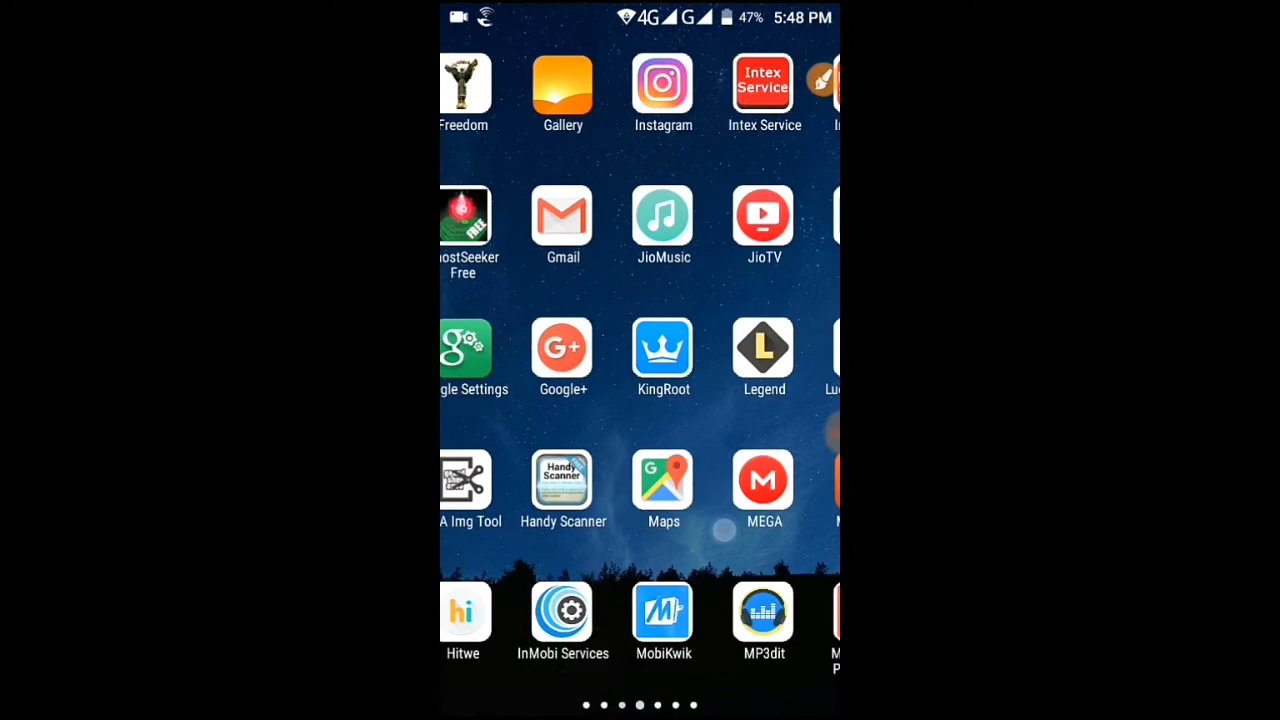 4G G 47% 5:48 PM
Intex
Service
Freedom Gallery Instagram Intex Service
FREE
hostSeeker
Free
Gmail JioMusic JioTV
g G+ L
gle Settings Google+ KingRoot Legend
Handy
Scanner
G M
A Img Tool Handy Scanner Maps MEGA
hi M
Hitwe InMobi Services MobiKwik MP3dit